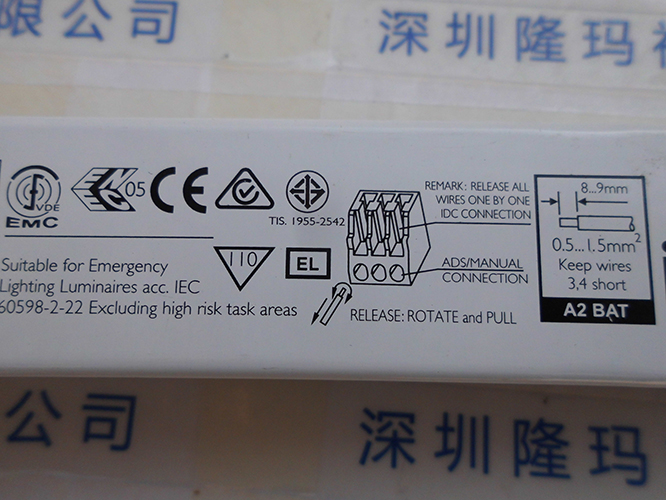 限公司
深圳隆玛
VDE
EMC
05
CE
TIS. 1955-2542
REMARK: RELEASE ALL
WIRES ONE BY ONE
IDC CONNECTION
ADS/MANUAL
CONNECTION
8...9mm
0.5...1.5mm²
Keep wires
3,4 short
A2 BAT
Suitable for Emergency
Lighting Luminaires acc. IEC
60598-2-22 Excluding high risk task areas
110
EL
RELEASE: ROTATE and PULL
公司
深圳隆玛